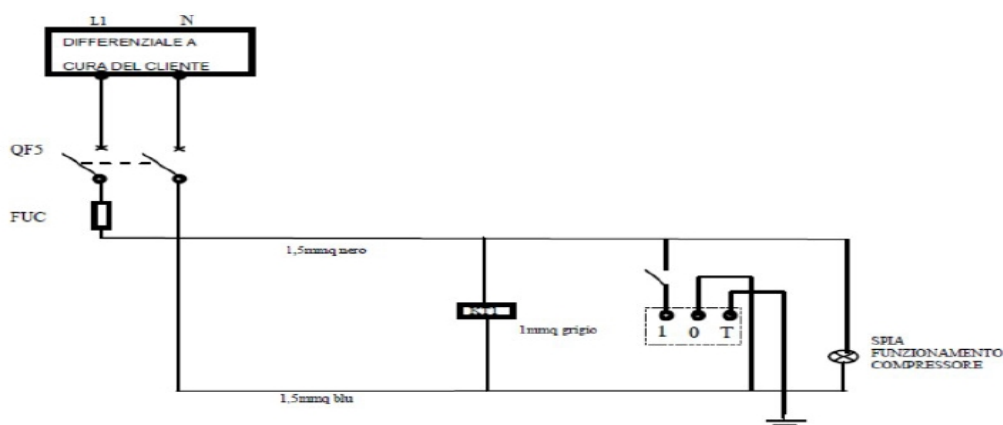 L1 N
DIFFERENZIALE A
CURA DEL CLIENTE
QF5
FUC
1,5mmq nero
1mmq grigio
1 0 T
SPIA
FUNZIONAMENTO
COMPRESSORE
1,5mmq blu